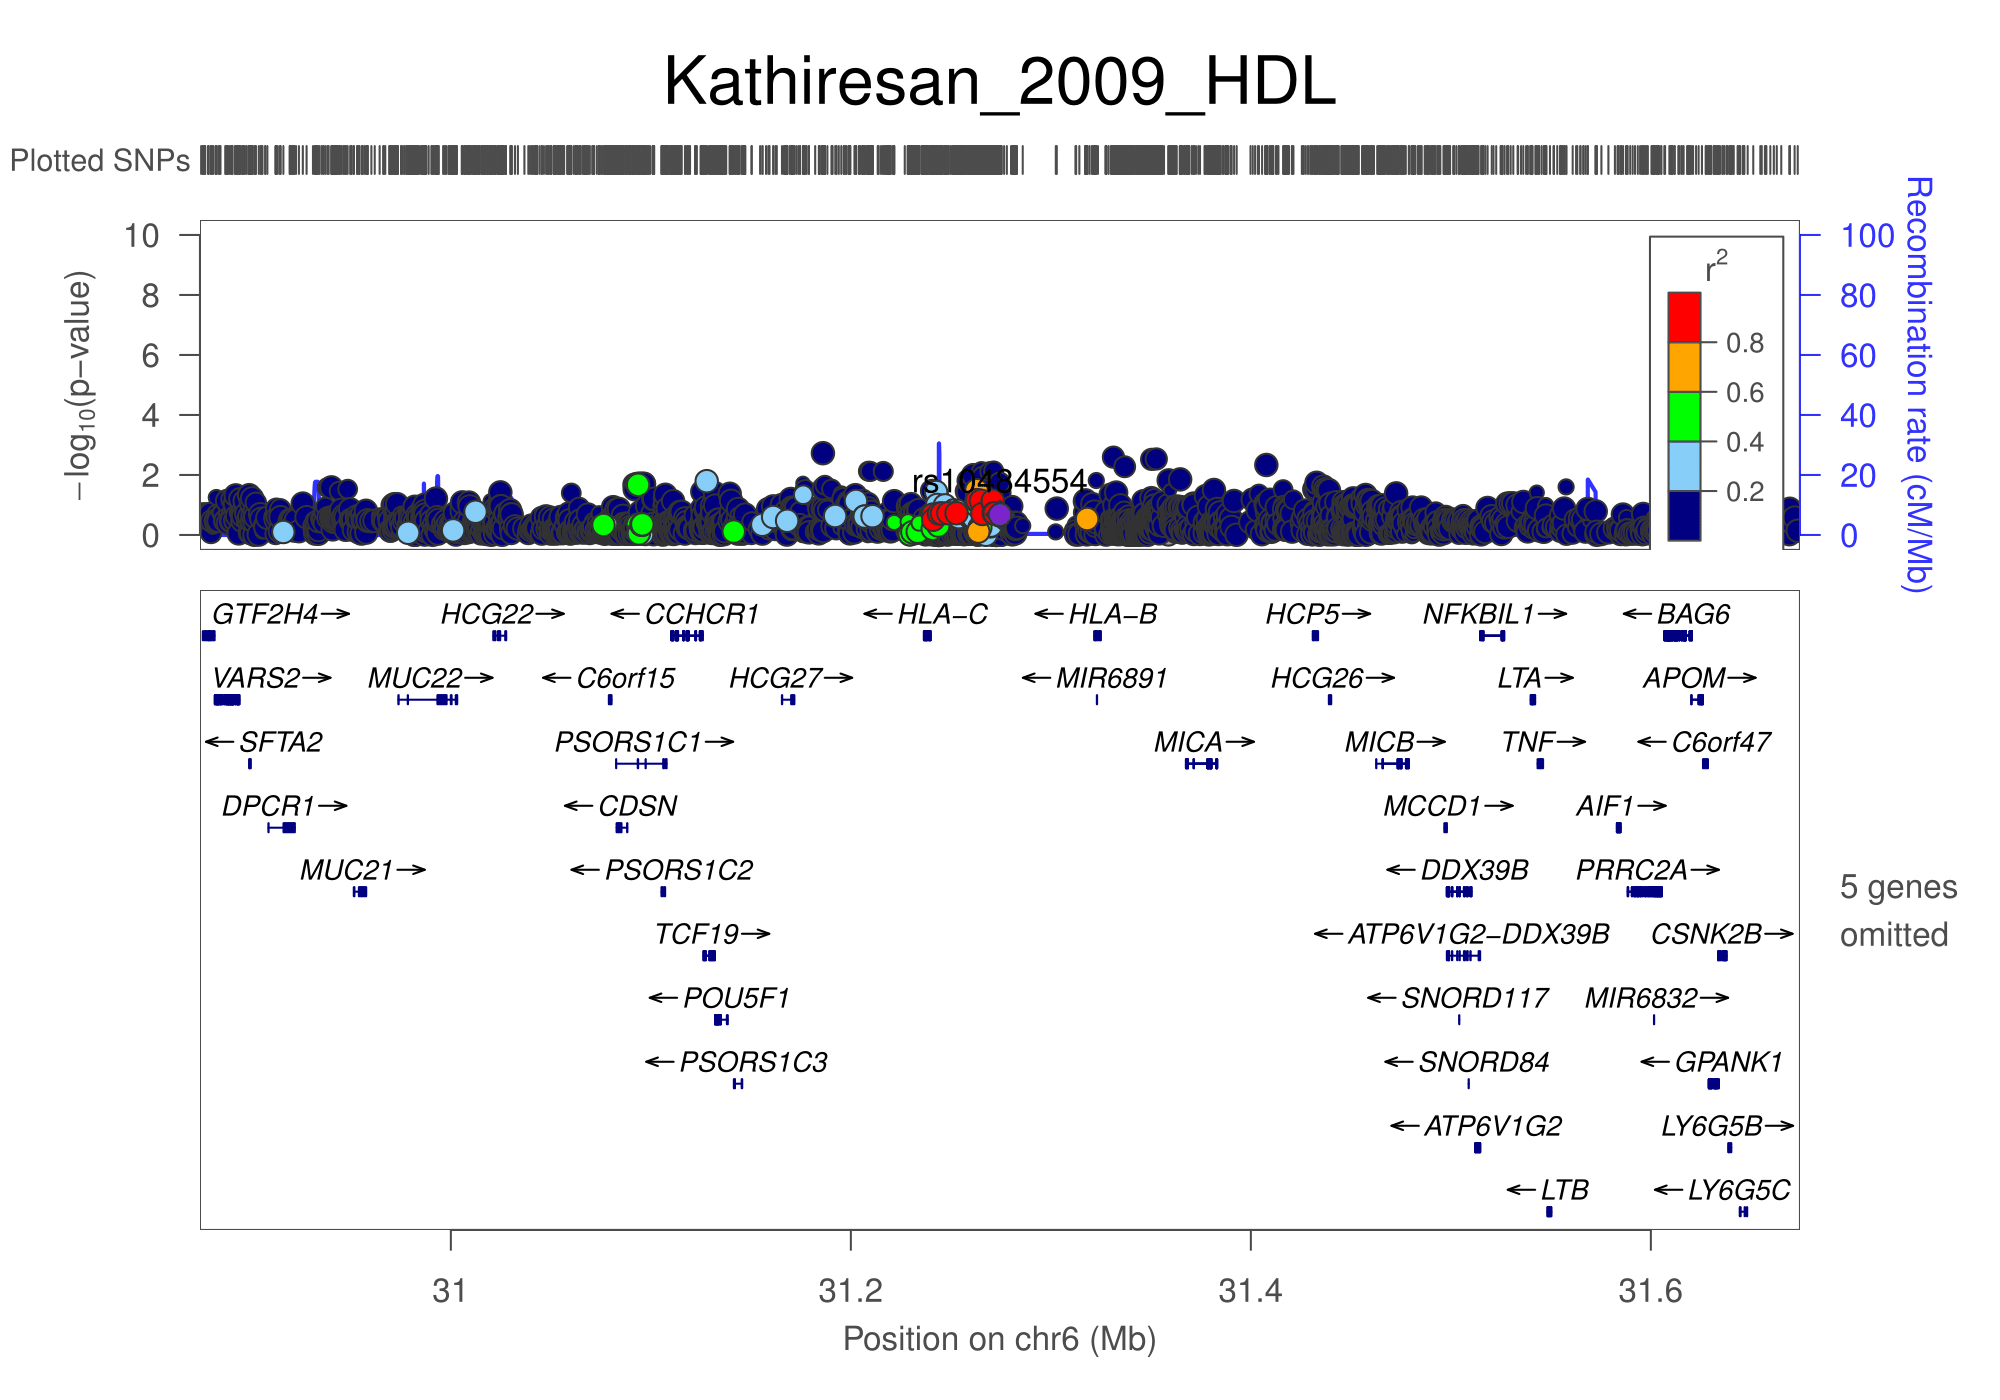 Kathiresan_2009_HDL
Plotted SNPs
10
8
6
4
2
0
−log10(p−value)
100
80
60
40
20
0
Recombination rate (cM/Mb)
r2
0.8
0.6
0.4
0.2
rs10484554
GTF2H4→ HCG22→ ←CCHCR1 ←HLA−C ←HLA−B HCP5→ NFKBIL1→ ←BAG6
VARS2→ MUC22→ ←C6orf15 HCG27→ ←MIR6891 HCG26→ LTA→ APOM→
←SFTA2 PSORS1C1→ MICA→ MICB→ TNF→ ←C6orf47
DPCR1→ ←CDSN MCCD1→ AIF1→
MUC21→ ←PSORS1C2 ←DDX39B PRRC2A→
5 genes
omitted
TCF19→ ←ATP6V1G2−DDX39B CSNK2B→
←POU5F1 ←SNORD117 MIR6832→
←PSORS1C3 ←SNORD84 ←GPANK1
←ATP6V1G2 LY6G5B→
←LTB ←LY6G5C
31 31.2 31.4 31.6
Position on chr6 (Mb)